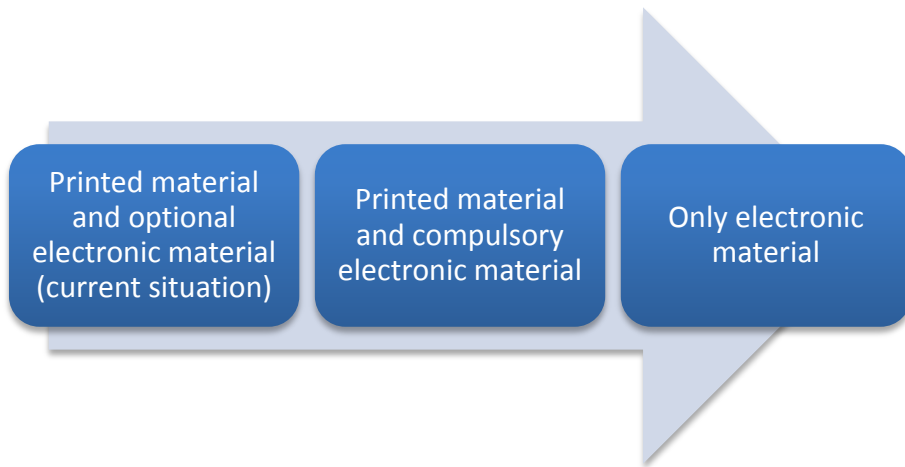 Printed material
and optional
electronic material
(current situation)
Printed material
and compulsory
electronic material
Only electronic
material